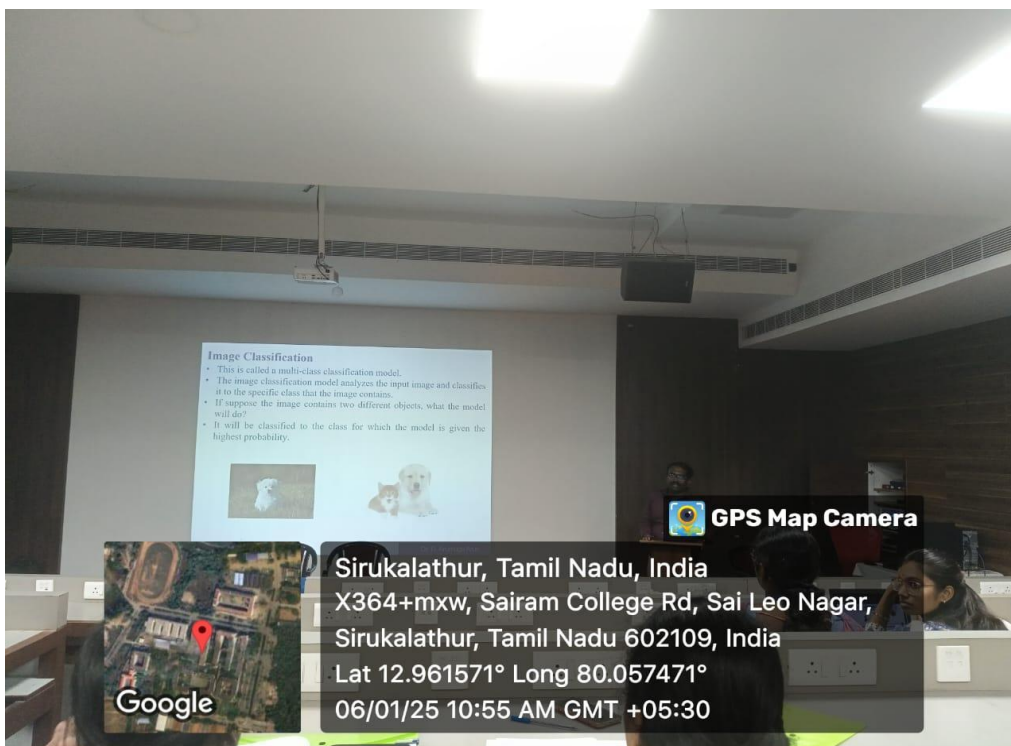 Image Classification
• This is called a multi-class classification model.
• The image classification model analyzes the input image and classifies
it to the specific class that the image contains.
• If suppose the image contains two different objects, what the model
will do?
• It will be classified to the class for which the model is given the
highest probability.
GPS Map Camera
Sirukalathur, Tamil Nadu, India
X364+mxw, Sairam College Rd, Sai Leo Nagar,
Sirukalathur, Tamil Nadu 602109, India
Lat 12.961571° Long 80.057471°
06/01/25 10:55 AM GMT +05:30
Google